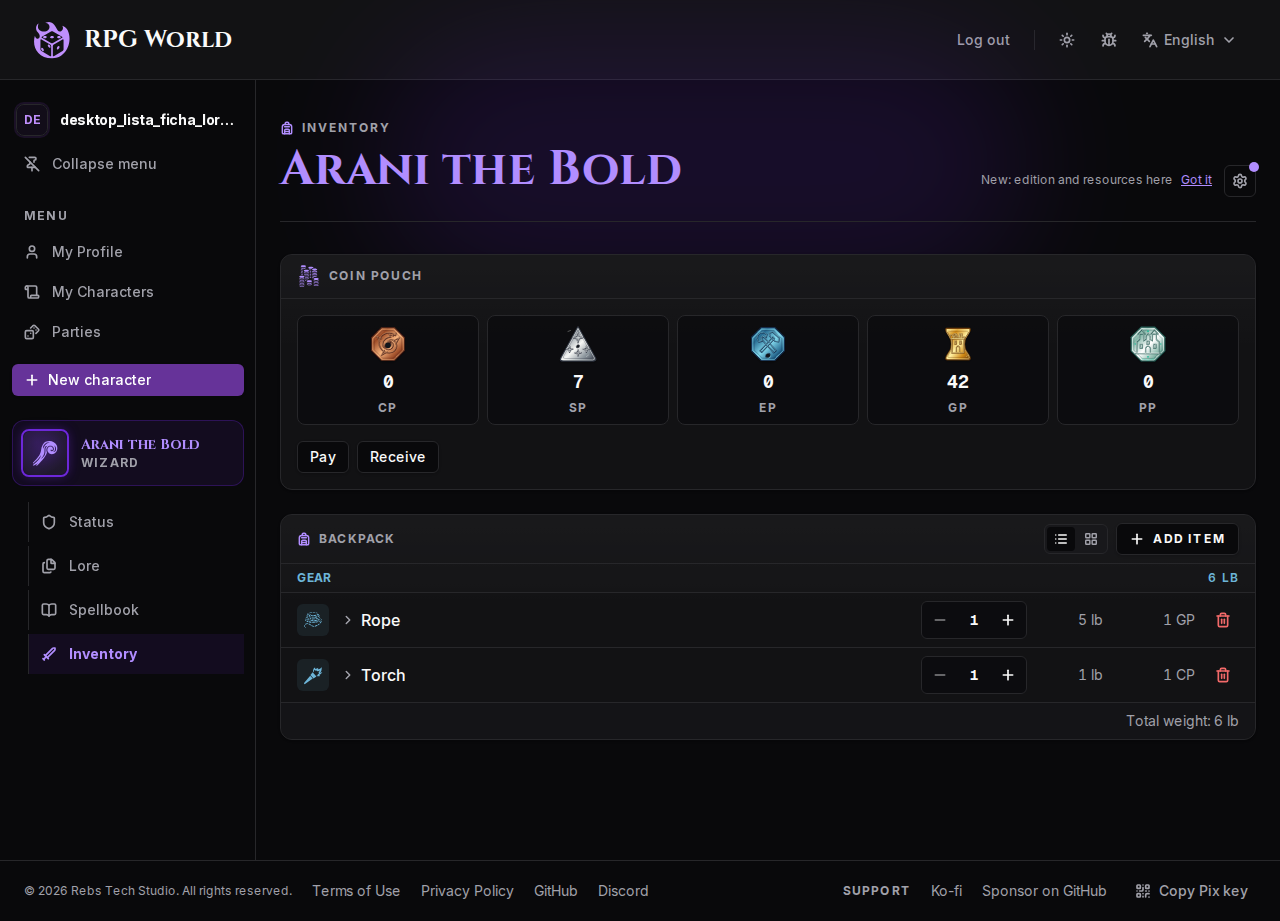 RPG World
Log out
English
DE
desktop_lista_ficha_lor...
Collapse menu
MENU
My Profile
My Characters
Parties
New character
Arani the Bold
WIZARD
Status
Lore
Spellbook
Inventory
INVENTORY
Arani the Bold
New: edition and resources here Got it
COIN POUCH
0
CP
7
SP
0
EP
42
GP
0
PP
Pay
Receive
BACKPACK
ADD ITEM
GEAR 6 LB
Rope 1 5 lb 1 GP
Torch 1 1 lb 1 CP
Total weight: 6 lb
© 2026 Rebs Tech Studio. All rights reserved. Terms of Use Privacy Policy GitHub Discord SUPPORT Ko-fi Sponsor on GitHub Copy Pix key